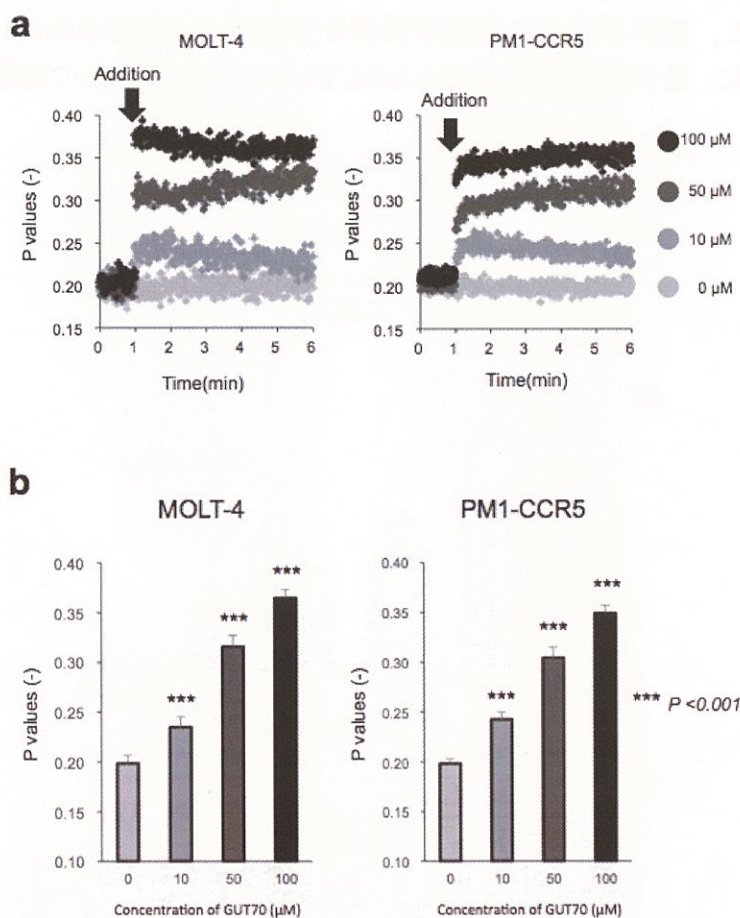 a
MOLT-4
PM1-CCR5
Addition
Addition
0.40
0.35
0.30
0.25
0.20
0.15
P values (-)
0 1 2 3 4 5 6
Time(min)
0.40
0.35
0.30
0.25
0.20
0.15
P values (-)
0 1 2 3 4 5 6
Time(min)
100 µM
50 µM
10 µM
0 µM
b
MOLT-4
PM1-CCR5
0.40
0.35
0.30
0.25
0.20
0.15
0.10
P values (-)
***
***
***
0 10 50 100
Concentration of GUT70 (µM)
0.40
0.35
0.30
0.25
0.20
0.15
0.10
P values (-)
***
***
***
0 10 50 100
Concentration of GUT70 (µM)
*** P <0.001